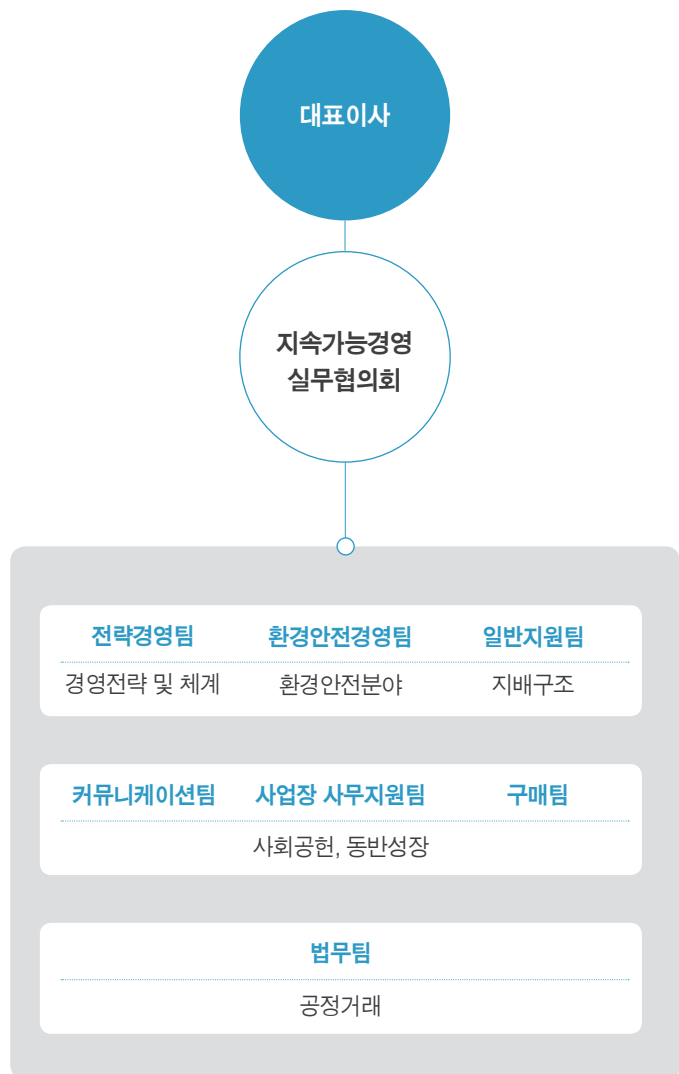 대표이사
지속가능경영
실무협의회
전략경영팀 환경안전경영팀 일반지원팀
경영전략 및 체계 환경안전분야 지배구조
커뮤니케이션팀 사업장 사무지원팀 구매팀
사회공헌, 동반성장
법무팀
공정거래